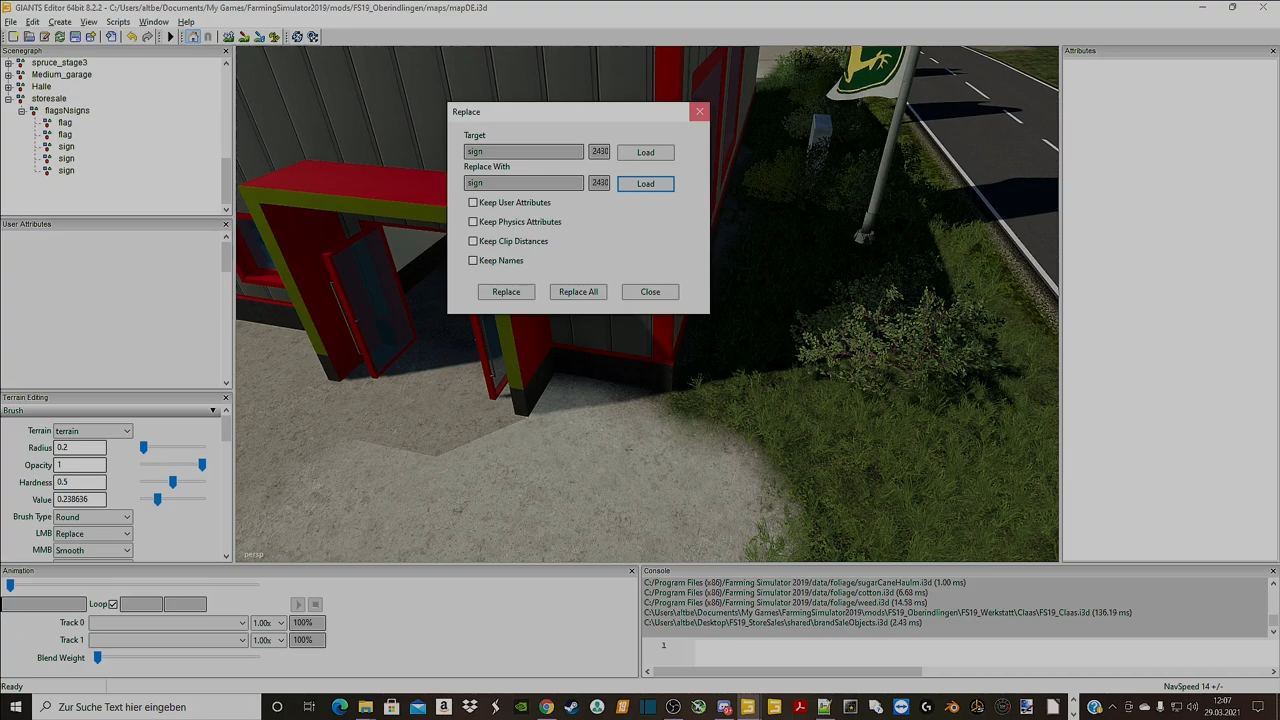 GIANTS Editor 64bit 8.2.2 - C:/Users/altbe/Documents/My Games/FarmingSimulator2019/mods/FS19_Oberindlingen/maps/mapDE.i3d
File Edit Create View Scripts Window Help
Scenegraph
spruce_stage3
Medium_garage
Halle
storesale
flagsNsigns
flag
flag
sign
sign
sign
User Attributes
Terrain Editing
Brush
Terrain terrain
Radius 0.2
Opacity 1
Hardness 0.5
Value 0.238636
Brush Type Round
LMB Replace
MMB Smooth
Replace
Target
sign 2430 Load
Replace With
sign 2430 Load
Keep User Attributes
Keep Physics Attributes
Keep Clip Distances
Keep Names
Replace Replace All Close
persp
Attributes
Animation
Loop
Track 0 1.00x 100%
Track 1 1.00x 100%
Blend Weight
Console
C:/Program Files (x86)/Farming Simulator 2019/data/foliage/sugarCaneHaulm.i3d (1.00 ms)
C:/Program Files (x86)/Farming Simulator 2019/data/foliage/cotton.i3d (6.68 ms)
C:/Program Files (x86)/Farming Simulator 2019/data/foliage/weed.i3d (14.58 ms)
C:\Users\altbe\Documents\My Games\FarmingSimulator2019\mods\FS19_Oberindlingen\FS19_Werkstatt\Claas\FS19_Claas.i3d (136.19 ms)
C:\Users\altbe\Desktop\FS19_StoreSales\shared\brandSaleObjects.i3d (2.43 ms)
1
Ready
NavSpeed 14 +/-
Zur Suche Text hier eingeben
12:07
29.03.2021